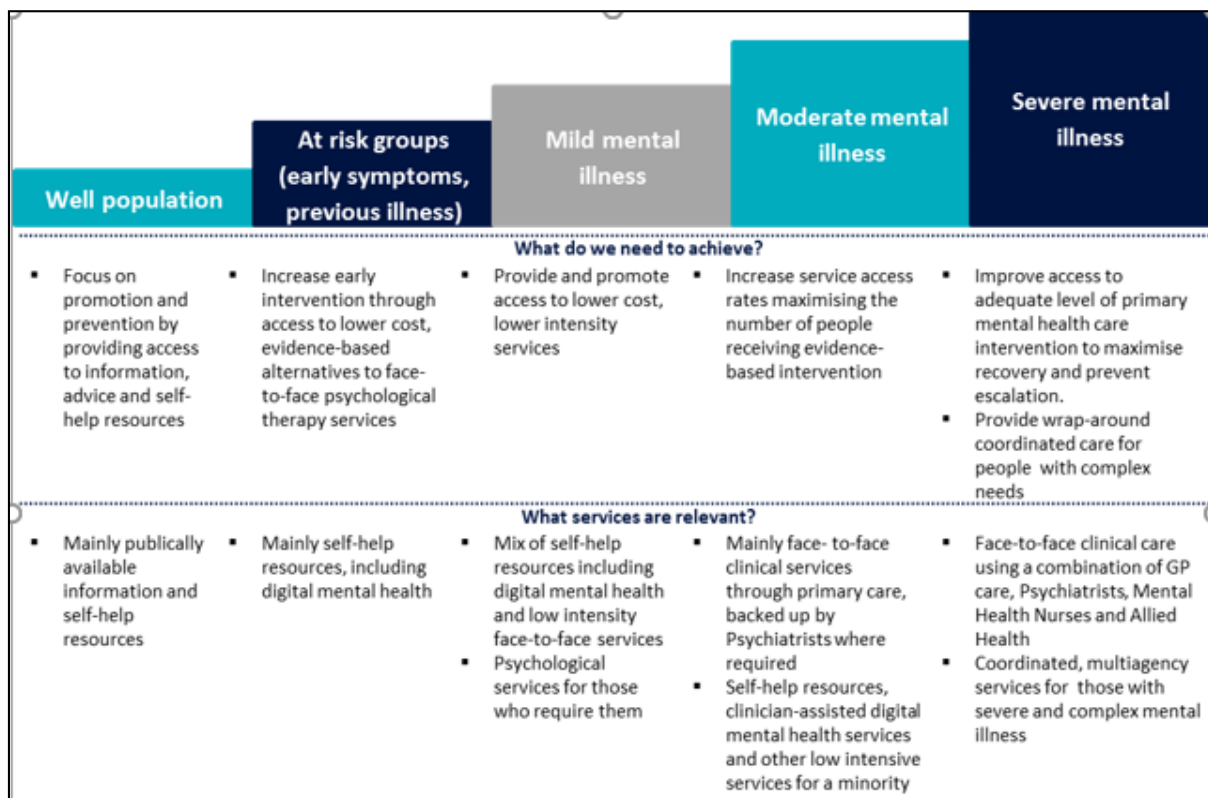 Well population
At risk groups
(early symptoms,
previous illness)
Mild mental
illness
Moderate mental
illness
Severe mental
illness
What do we need to achieve?
▪ Focus on
promotion and
prevention by
providing access
to information,
advice and self-
help resources
▪ Increase early
intervention through
access to lower cost,
evidence-based
alternatives to face-
to-face psychological
therapy services
▪ Provide and promote
access to lower cost,
lower intensity
services
▪ Increase service access
rates maximising the
number of people
receiving evidence-
based intervention
▪ Improve access to
adequate level of primary
mental health care
intervention to maximise
recovery and prevent
escalation.
▪ Provide wrap-around
coordinated care for
people with complex
needs
What services are relevant?
▪ Mainly publically
available
information and
self-help
resources
▪ Mainly self-help
resources, including
digital mental health
▪ Mix of self-help
resources including
digital mental health
and low intensity
face-to-face services
▪ Psychological
services for those
who require them
▪ Mainly face- to-face
clinical services
through primary care,
backed up by
Psychiatrists where
required
▪ Self-help resources,
clinician-assisted digital
mental health services
and other low intensive
services for a minority
▪ Face-to-face clinical care
using a combination of GP
care, Psychiatrists, Mental
Health Nurses and Allied
Health
▪ Coordinated, multiagency
services for those with
severe and complex mental
illness